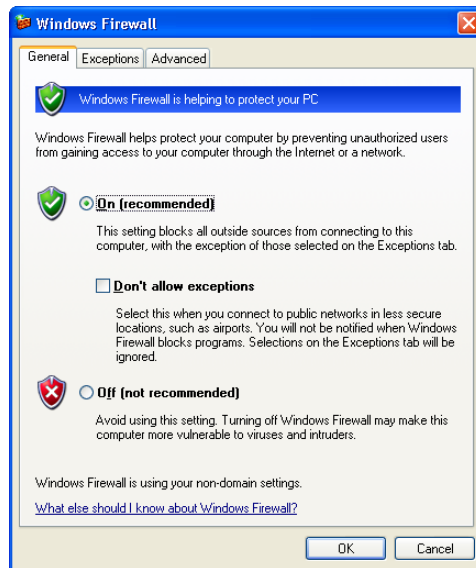 Windows Firewall
General Exceptions Advanced
Windows Firewall is helping to protect your PC
Windows Firewall helps protect your computer by preventing unauthorized users
from gaining access to your computer through the Internet or a network.
On (recommended)
This setting blocks all outside sources from connecting to this
computer, with the exception of those selected on the Exceptions tab.
Don't allow exceptions
Select this when you connect to public networks in less secure
locations, such as airports. You will not be notified when Windows
Firewall blocks programs. Selections on the Exceptions tab will be
ignored.
Off (not recommended)
Avoid using this setting. Turning off Windows Firewall may make this
computer more vulnerable to viruses and intruders.
Windows Firewall is using your non-domain settings.
What else should I know about Windows Firewall?
OK Cancel